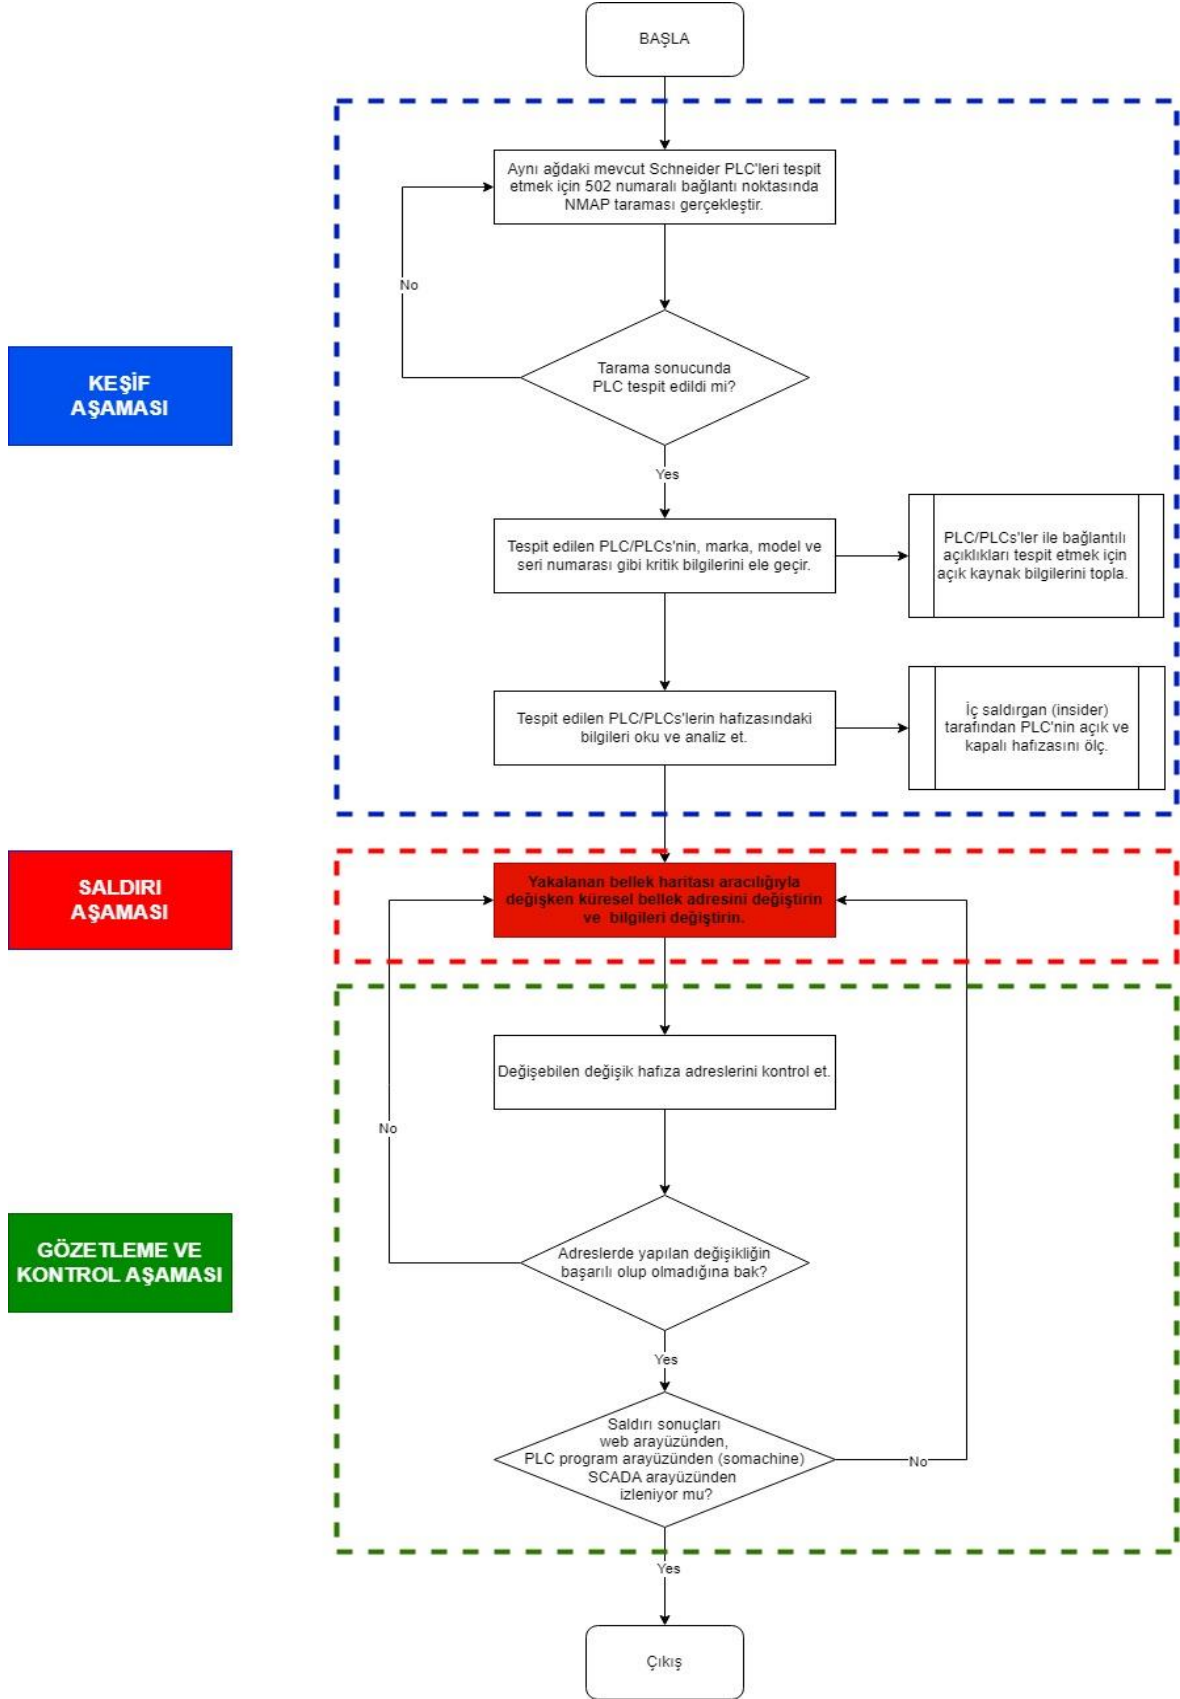 BAŞLA
Aynı ağdaki mevcut Schneider PLC'leri tespit
etmek için 502 numaralı bağlantı noktasında
NMAP taraması gerçekleştir.
No
Tarama sonucunda
PLC tespit edildi mi?
KEŞİF
AŞAMASI
Yes
Tespit edilen PLC/PLCs'nin, marka, model ve
seri numarası gibi kritik bilgilerini ele geçir.
PLC/PLCs'ler ile bağlantılı
açıklıkları tespit etmek için
açık kaynak bilgilerini topla.
Tespit edilen PLC/PLCs'lerin hafızasındaki
bilgileri oku ve analiz et.
İç saldırgan (insider)
tarafından PLC'nin açık ve
kapalı hafızasını ölç.
SALDIRI
AŞAMASI
Yakalanan bellek haritası aracılığıyla
değişken küresel bellek adresini değiştirin
ve bilgileri değiştirin.
Değişebilen değişik hafıza adreslerini kontrol et.
No
GÖZETLEME VE
KONTROL AŞAMASI
Adreslerde yapılan değişikliğin
başarılı olup olmadığına bak?
Yes
Saldırı sonuçları
web arayüzünden,
PLC program arayüzünden (somachine)
SCADA arayüzünden
izleniyor mu?
No
Yes
Çıkış